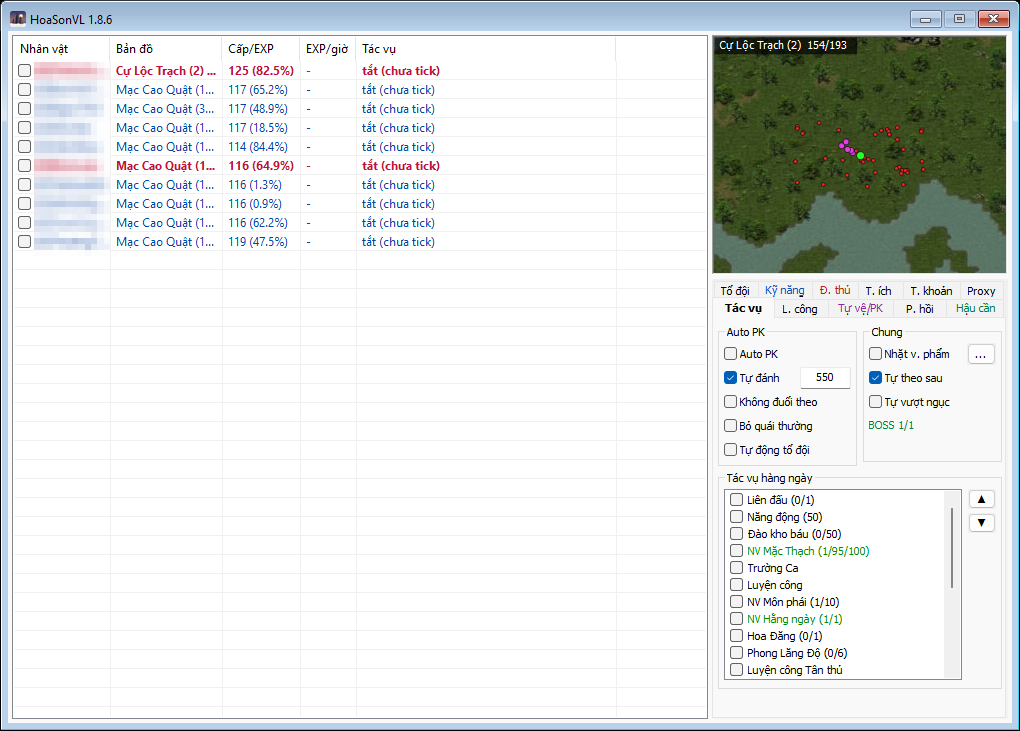 HoaSonVL 1.8.6
Nhân vật Bản đồ Cấp/EXP EXP/giờ Tác vụ
Cự Lộc Trạch (2) ... 125 (82.5%) - tắt (chưa tick)
Mạc Cao Quật (1... 117 (65.2%) - tắt (chưa tick)
Mạc Cao Quật (3... 117 (48.9%) - tắt (chưa tick)
Mạc Cao Quật (1... 117 (18.5%) - tắt (chưa tick)
Mạc Cao Quật (1... 114 (84.4%) - tắt (chưa tick)
Mạc Cao Quật (1... 116 (64.9%) - tắt (chưa tick)
Mạc Cao Quật (1... 116 (1.3%) - tắt (chưa tick)
Mạc Cao Quật (1... 116 (0.9%) - tắt (chưa tick)
Mạc Cao Quật (1... 116 (62.2%) - tắt (chưa tick)
Mạc Cao Quật (1... 119 (47.5%) - tắt (chưa tick)
Cự Lộc Trạch (2) 154/193
Tổ đội Kỹ năng Đ. thủ T. ích T. khoản Proxy
Tác vụ L. công Tự vệ/PK P. hồi Hậu cần
Auto PK
Auto PK
Tự đánh 550
Không đuổi theo
Bỏ quái thường
Tự động tổ đội
Chung
Nhặt v. phẩm ...
Tự theo sau
Tự vượt ngục
BOSS 1/1
Tác vụ hàng ngày
Liên đấu (0/1)
Năng động (50)
Đào kho báu (0/50)
NV Mặc Thạch (1/95/100)
Trường Ca
Luyện công
NV Môn phái (1/10)
NV Hằng ngày (1/1)
Hoa Đăng (0/1)
Phong Lăng Độ (0/6)
Luyện công Tân thủ